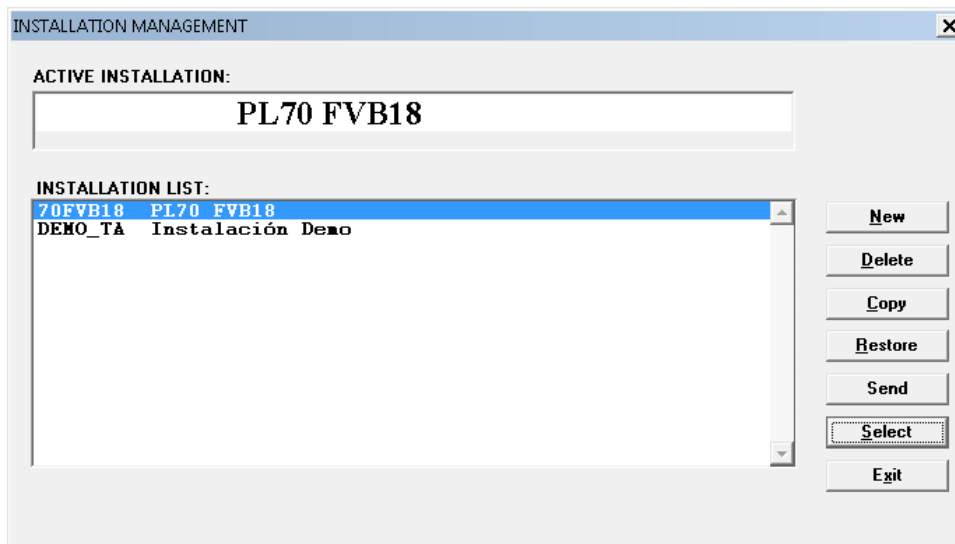 INSTALLATION MANAGEMENT
ACTIVE INSTALLATION:
PL70 FVB18
INSTALLATION LIST:
70FVB18 PL70 FVB18
DEMO_TA Instalación Demo
New
Delete
Copy
Restore
Send
Select
Exit